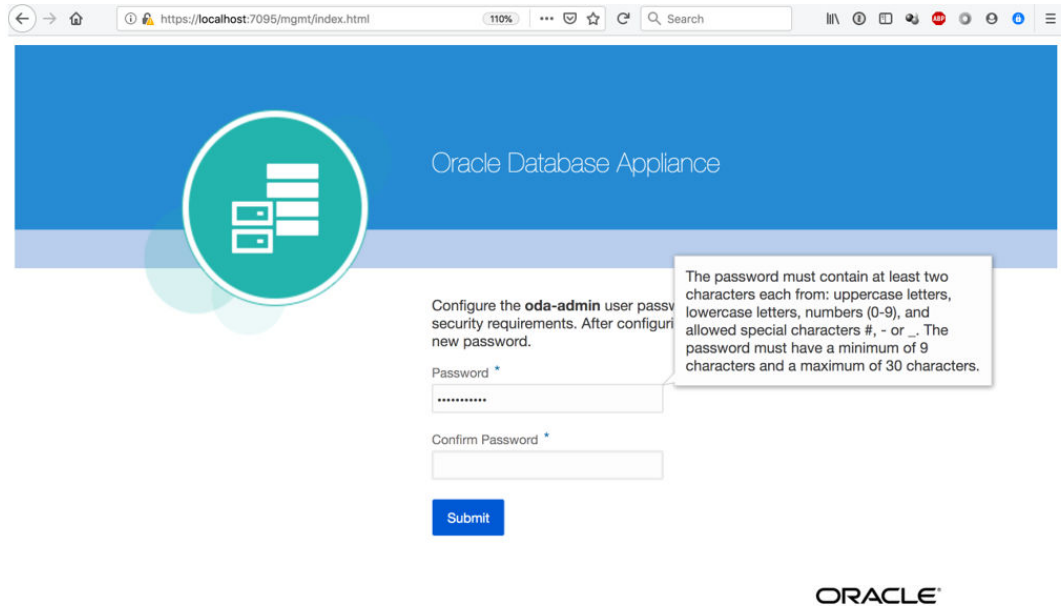 https://localhost:7095/mgmt/index.html
110%
Search
ABP
Oracle Database Appliance
The password must contain at least two
characters each from: uppercase letters,
lowercase letters, numbers (0-9), and
allowed special characters #, - or _. The
password must have a minimum of 9
characters and a maximum of 30 characters.
Configure the oda-admin user passw
security requirements. After configuri
new password.
Password *
•••••••••••
Confirm Password *
Submit
ORACLE®